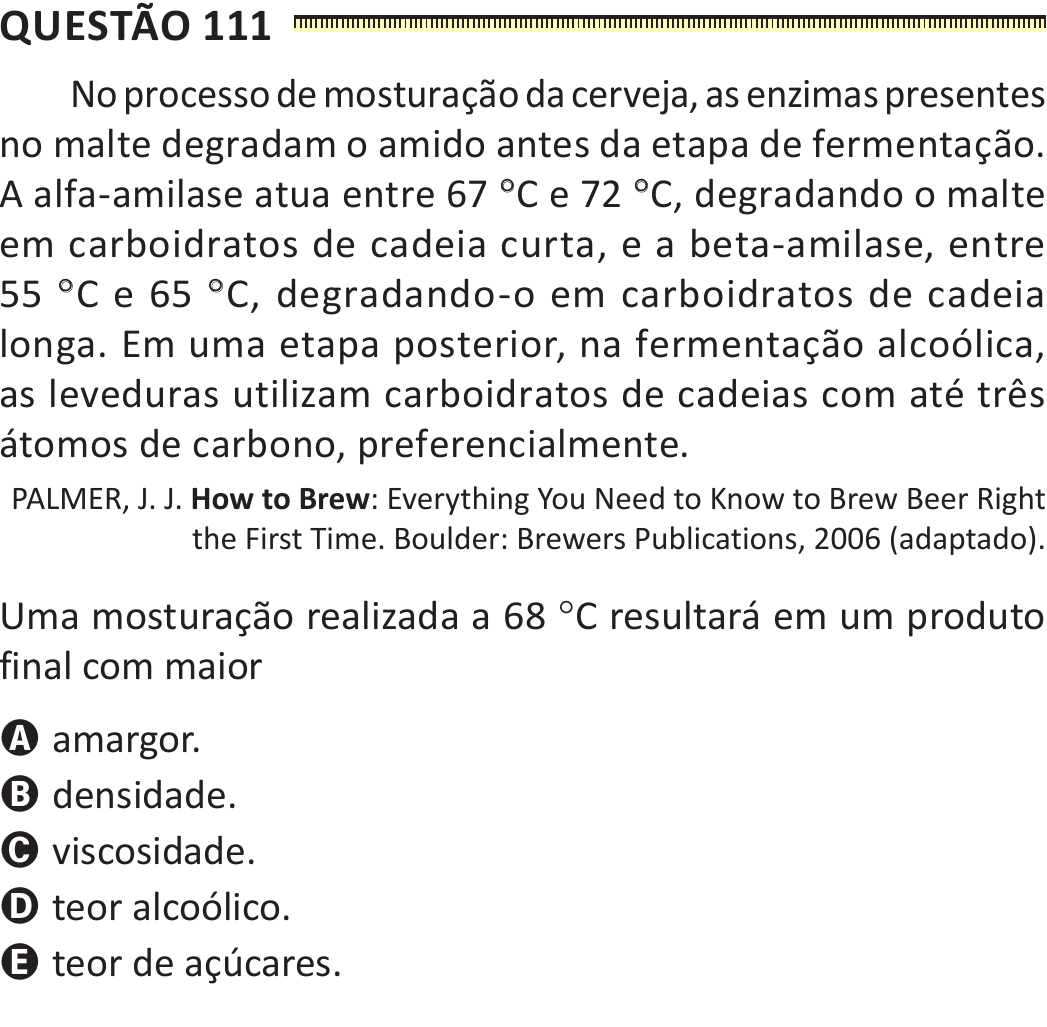 QUESTÃO 111
No processo de mosturação da cerveja, as enzimas presentes
no malte degradam o amido antes da etapa de fermentação.
A alfa-amilase atua entre 67 °C e 72 °C, degradando o malte
em carboidratos de cadeia curta, e a beta-amilase, entre
55 °C e 65 °C, degradando-o em carboidratos de cadeia
longa. Em uma etapa posterior, na fermentação alcoólica,
as leveduras utilizam carboidratos de cadeias com até três
átomos de carbono, preferencialmente.
PALMER, J. J. How to Brew: Everything You Need to Know to Brew Beer Right
the First Time. Boulder: Brewers Publications, 2006 (adaptado).
Uma mosturação realizada a 68 °C resultará em um produto
final com maior
A amargor.
B densidade.
C viscosidade.
D teor alcoólico.
E teor de açúcares.